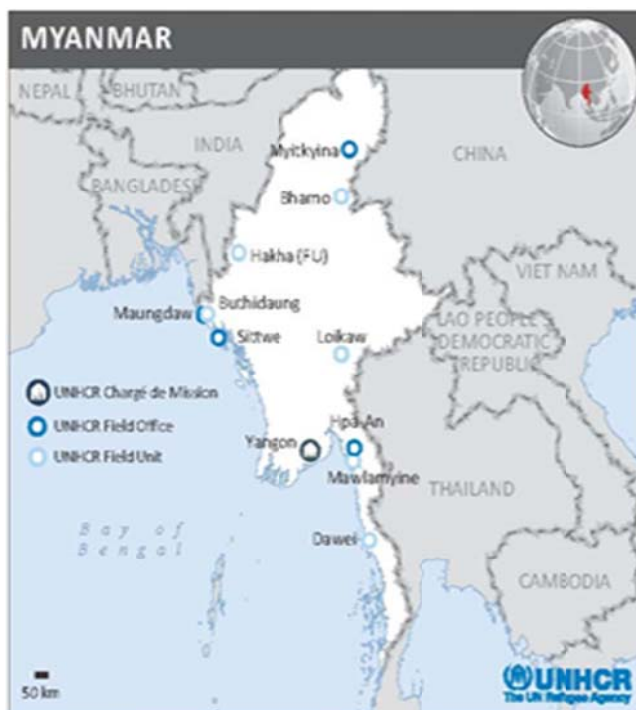 MYANMAR
NEPAL
BHUTAN
INDIA
CHINA
Myitkyina
BANGLADESH
Bhamo
Hakha (FU)
VIET NAM
Buthidaung
Maungdaw
Sittwe
Loikaw
LAO PEOPLE'S
DEMOCRATIC
REPUBLIC
UNHCR Chargé de Mission
UNHCR Field Office
UNHCR Field Unit
Hpa-An
Yangon
Mawlamyine
THAILAND
Bay of
Bengal
Dawei
CAMBODIA
50 km
UNHCR
The UN Refugee Agency